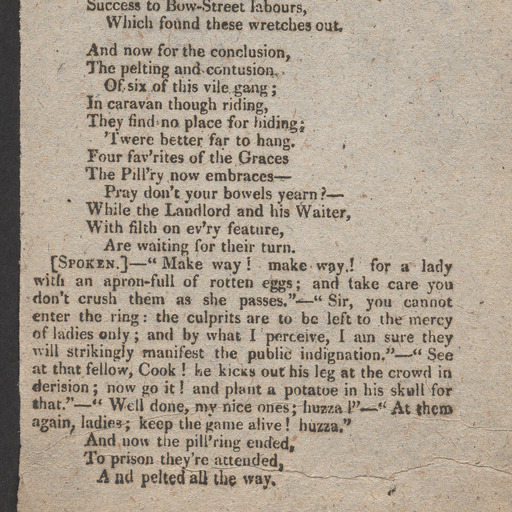 Success to Bow-Street labours,
Which found these wretches out.
And now for the conclusion,
The pelting and contusion,
Of six of this vile gang;
In caravan though riding,
They find no place for hiding;
'Twere better far to hang.
Four fav'rites of the Graces
The Pill'ry now embraces—
Pray don't your bowels yearn?—
While the Landlord and his Waiter,
With filth on ev'ry feature,
Are waiting for their turn.
[SPOKEN.]—“ Make way! make way! for a lady
with an apron-full of rotten eggs; and take care you
don't crush them as she passes.”—“ Sir, you cannot
enter the ring: the culprits are to be left to the mercy
of ladies only; and by what I perceive, I am sure they
will strikingly manifest the public indignation.”—“ See
at that fellow, Cook! he kicks out his leg at the crowd in
derision; now go it! and plant a potatoe in his skull for
that.”—“ Well done, my nice ones; huzza!”—“ At them
again, ladies; keep the game alive! huzza.”
And now the pill'ring ended,
To prison they're attended,
And pelted all the way.